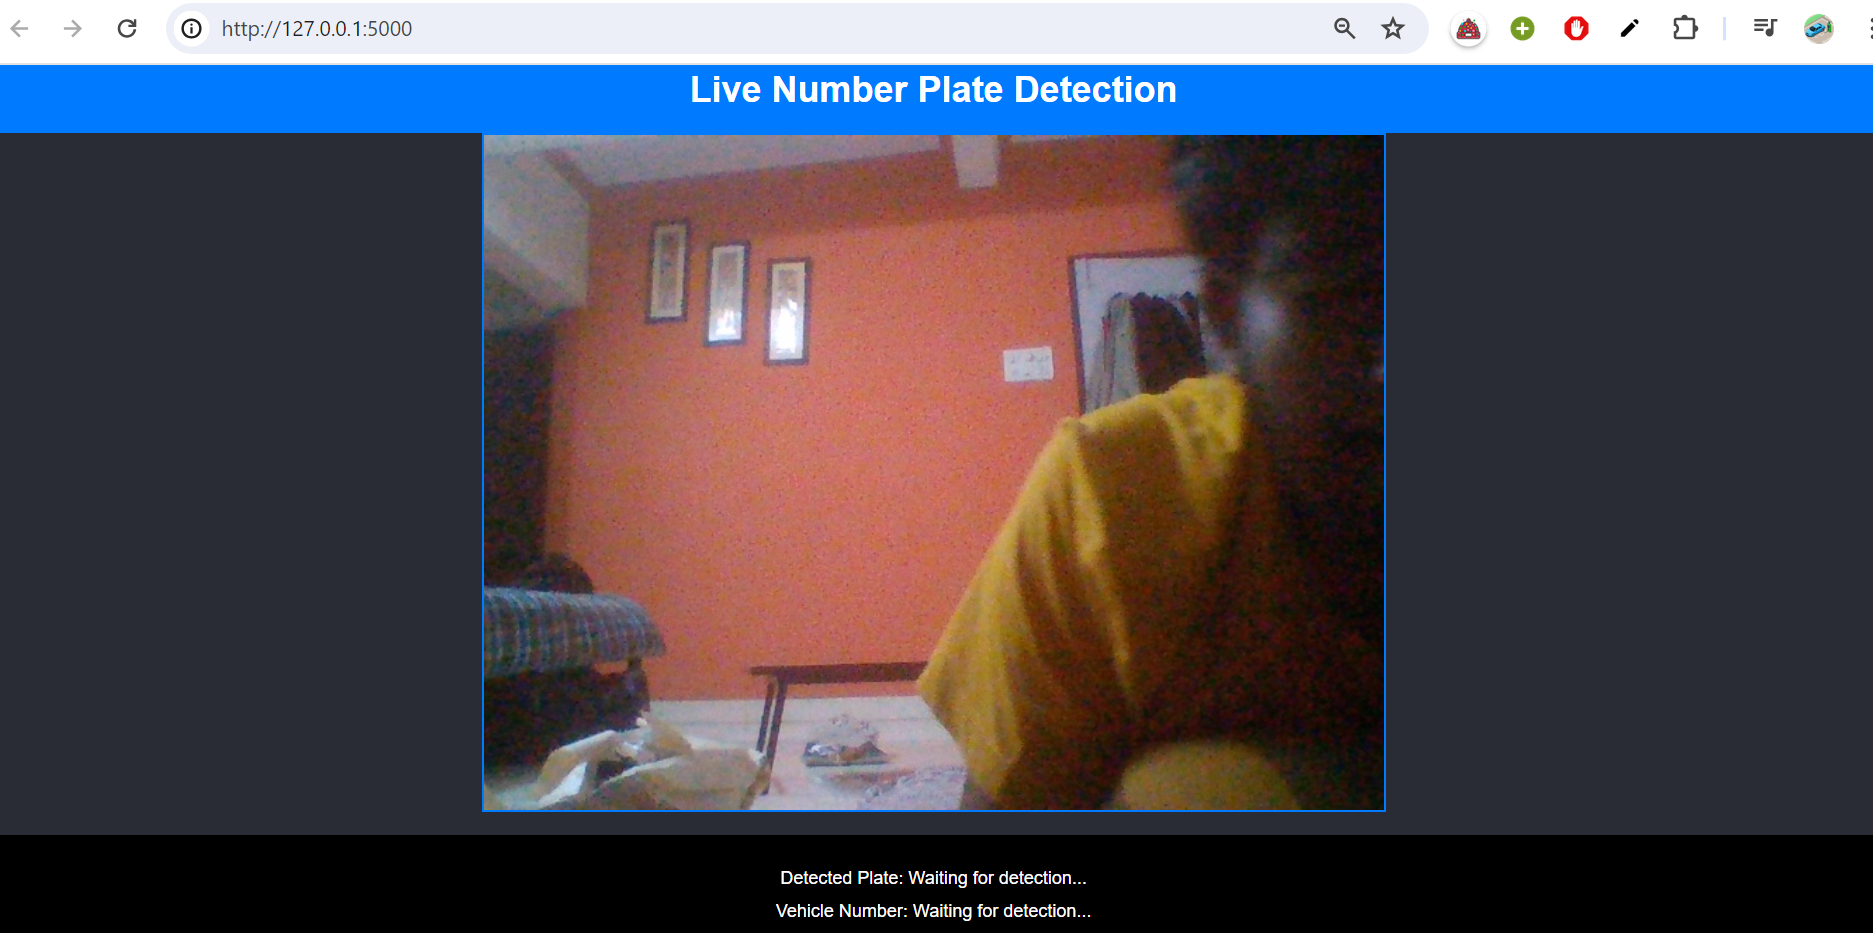 http://127.0.0.1:5000
Live Number Plate Detection
Detected Plate: Waiting for detection...
Vehicle Number: Waiting for detection...